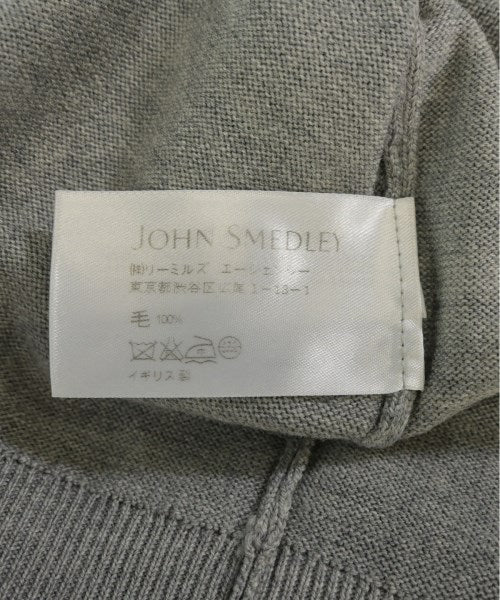 JOHN SMEDLEY
㈱リーミルズ エージェンシー
東京都渋谷区広尾 1-13-1
毛 100%
イギリス製